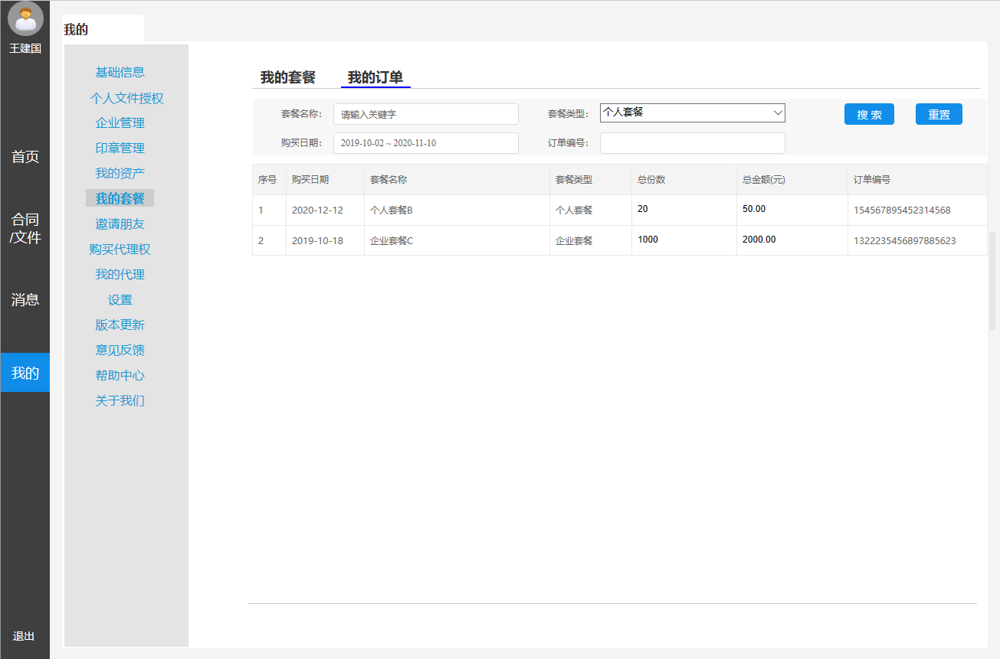 王建国
首页
合同
/文件
消息
我的
退出
我的
基础信息
个人文件授权
企业管理
印章管理
我的资产
我的套餐
邀请朋友
购买代理权
我的代理
设置
版本更新
意见反馈
帮助中心
关于我们
我的套餐 我的订单
套餐名称: 请输入关键字 套餐类型: 个人套餐 搜 索 重置
购买日期: 2019-10-02 ~ 2020-11-10 订单编号:
序号 购买日期 套餐名称 套餐类型 总份数 总金额(元) 订单编号
1 2020-12-12 个人套餐B 个人套餐 20 50.00 154567895452314568
2 2019-10-18 企业套餐C 企业套餐 1000 2000.00 1322235456897885623